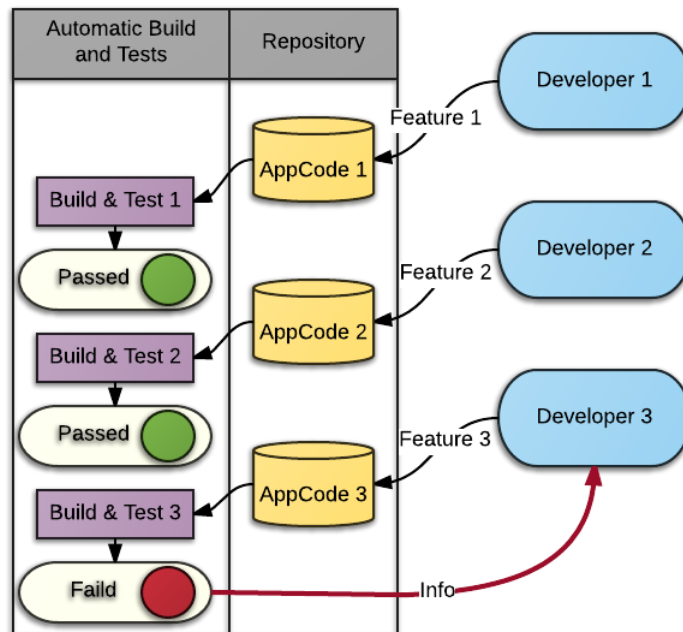 Automatic Build
and Tests
Repository
Developer 1
Feature 1
AppCode 1
Build & Test 1
Passed
Developer 2
Feature 2
AppCode 2
Build & Test 2
Passed
Developer 3
Feature 3
AppCode 3
Build & Test 3
Faild
Info